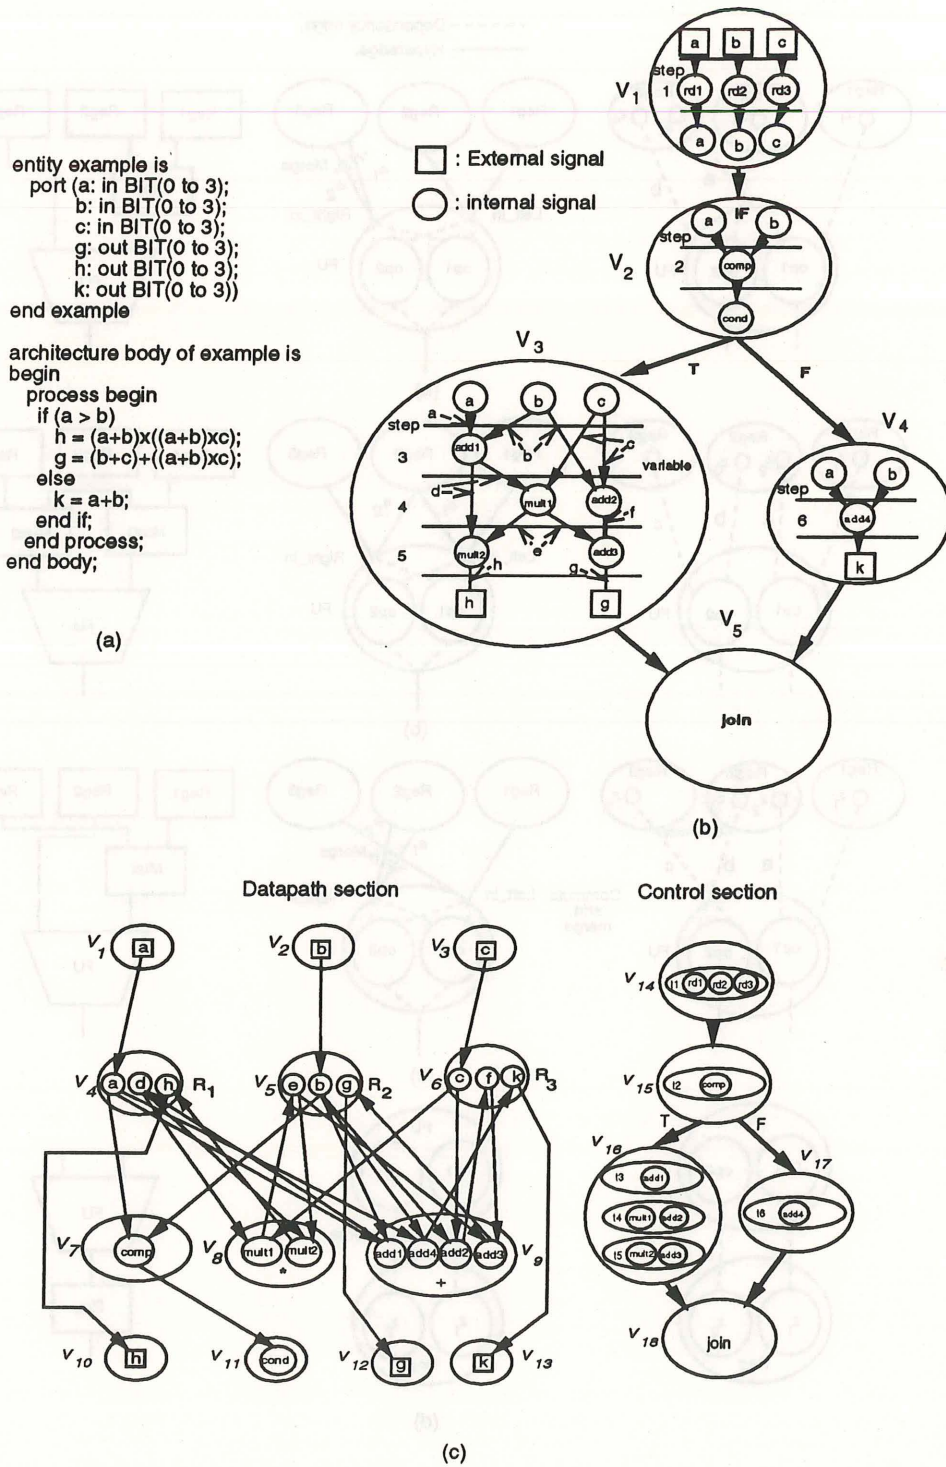 entity example is
port (a: in BIT(0 to 3);
b: in BIT(0 to 3);
c: in BIT(0 to 3);
g: out BIT(0 to 3);
h: out BIT(0 to 3);
k: out BIT(0 to 3))
end example
architecture body of example is
begin
process begin
if (a > b)
h = (a+b)x((a+b)xc);
g = (b+c)+((a+b)xc);
else
k = a+b;
end if;
end process;
end body;
(a)
: External signal
: internal signal
V1
a b c
step
1 rd1 rd2 rd3
a b c
V2
a IF b
step
2 comp
cond
T F
V3
a b c
a
step
3 add1 b c
variable
d
4 mult1 add2
f
e
5 mult2 add3
h g
h g
V4
a b
step
6 add4
k
V5
join
(b)
Datapath section
Control section
V1 a V2 b V3 c
V4 a d h R1 V5 e b g R2 V6 c f k R3
V7 comp V8 mult1 mult2 add1 add4 add2 add3 V9
* +
V10 h V11 cond V12 g k V13
V14 t1 rd1 rd2 rd3
V15 t2 comp
T F
V16 V17
t3 add1
t4 mult1 add2
t6 add4
t5 mult2 add3
V18 join
(c)